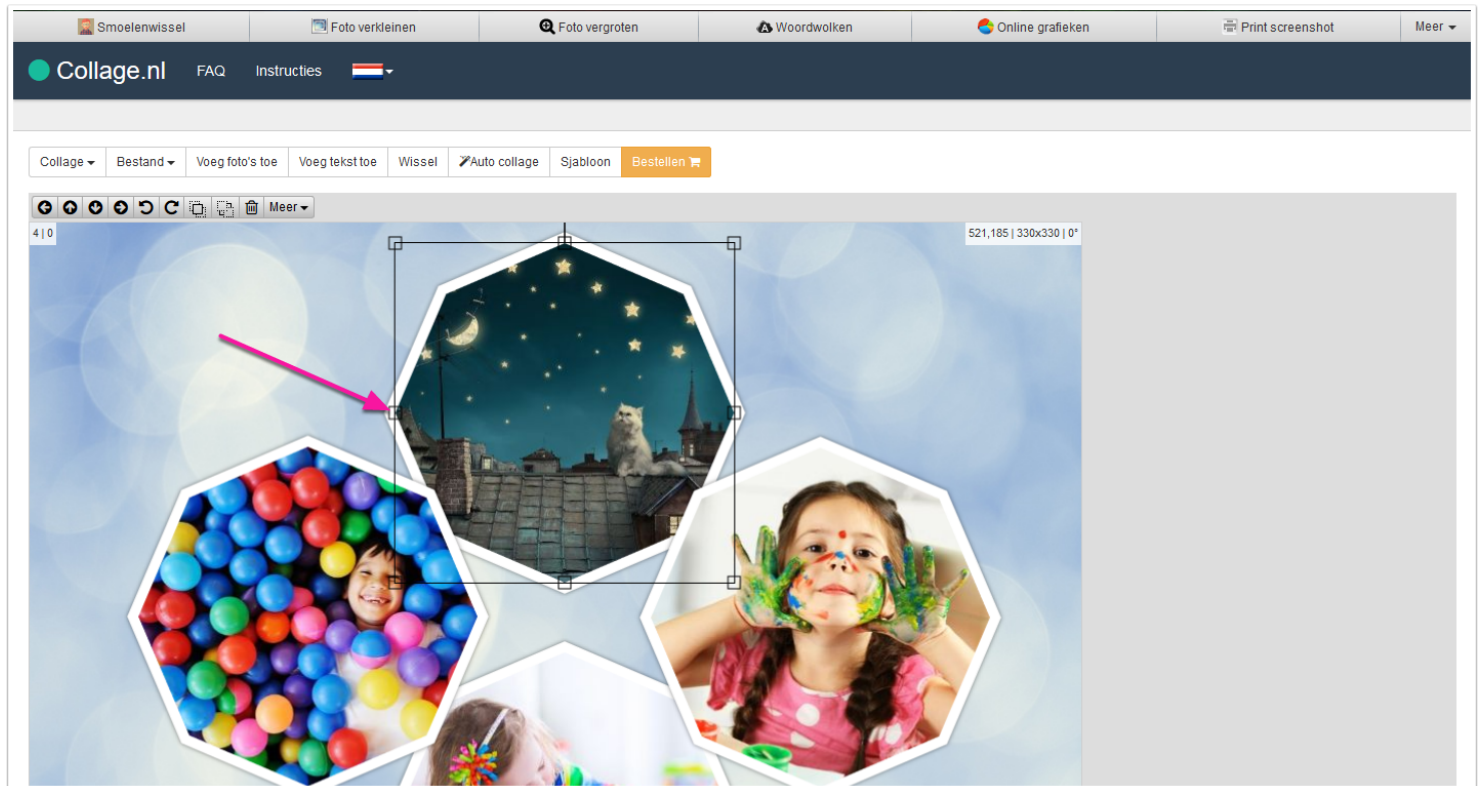 Smoelenwissel Foto verkleinen Foto vergroten Woordwolken Online grafieken Print screenshot Meer
Collage.nl FAQ Instructies
Collage Bestand Voeg foto's toe Voeg tekst toe Wissel Auto collage Sjabloon Bestellen
Meer
4 | 0 521,185 | 330x330 | 0°